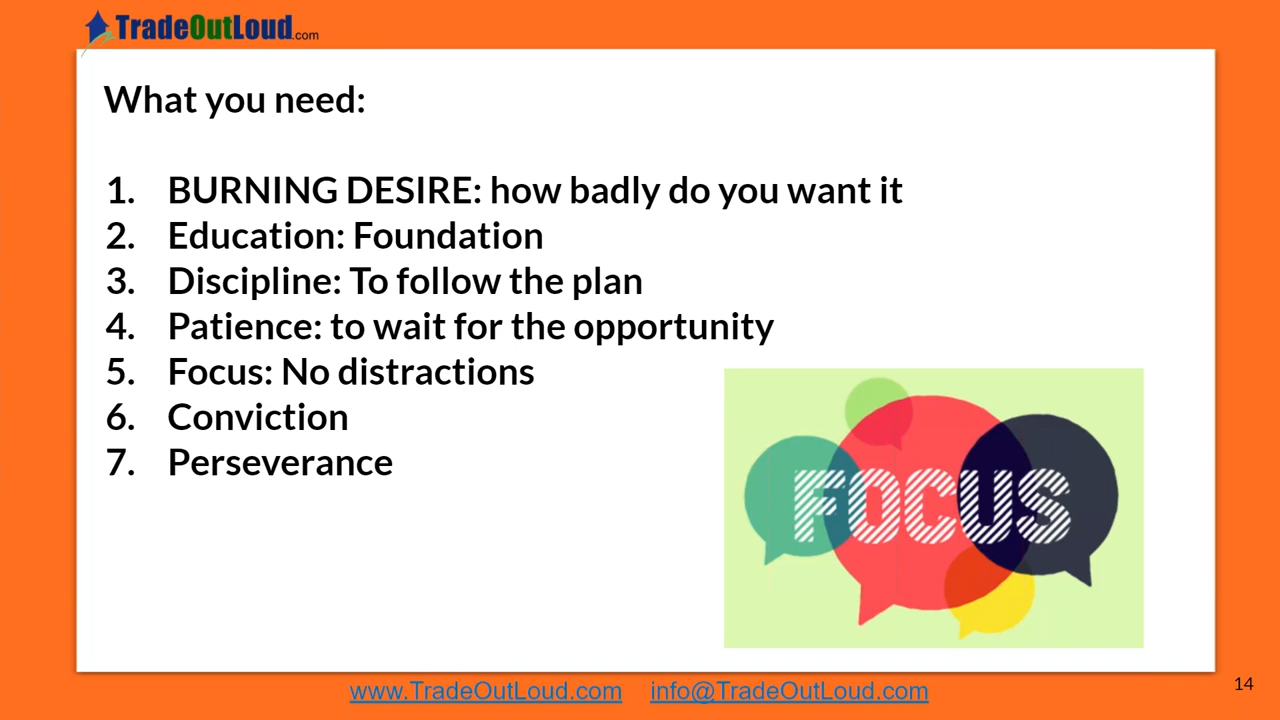 TradeOutLoud.com
What you need:
1. BURNING DESIRE: how badly do you want it
2. Education: Foundation
3. Discipline: To follow the plan
4. Patience: to wait for the opportunity
5. Focus: No distractions
6. Conviction
7. Perseverance
FOCUS
www.TradeOutLoud.com info@TradeOutLoud.com
14